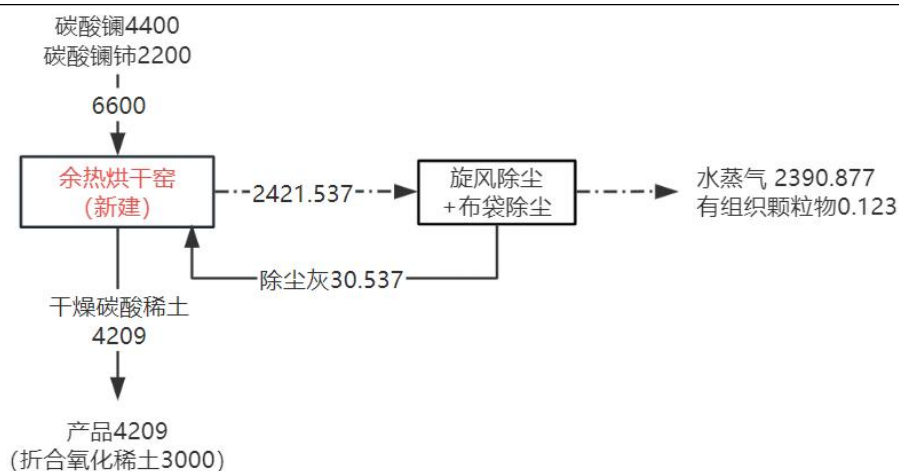 碳酸镧4400
碳酸镧铈2200
6600
余热烘干窑
(新建)
2421.537
旋风除尘
+布袋除尘
水蒸气 2390.877
有组织颗粒物0.123
除尘灰30.537
干燥碳酸稀土
4209
产品4209
(折合氧化稀土3000)